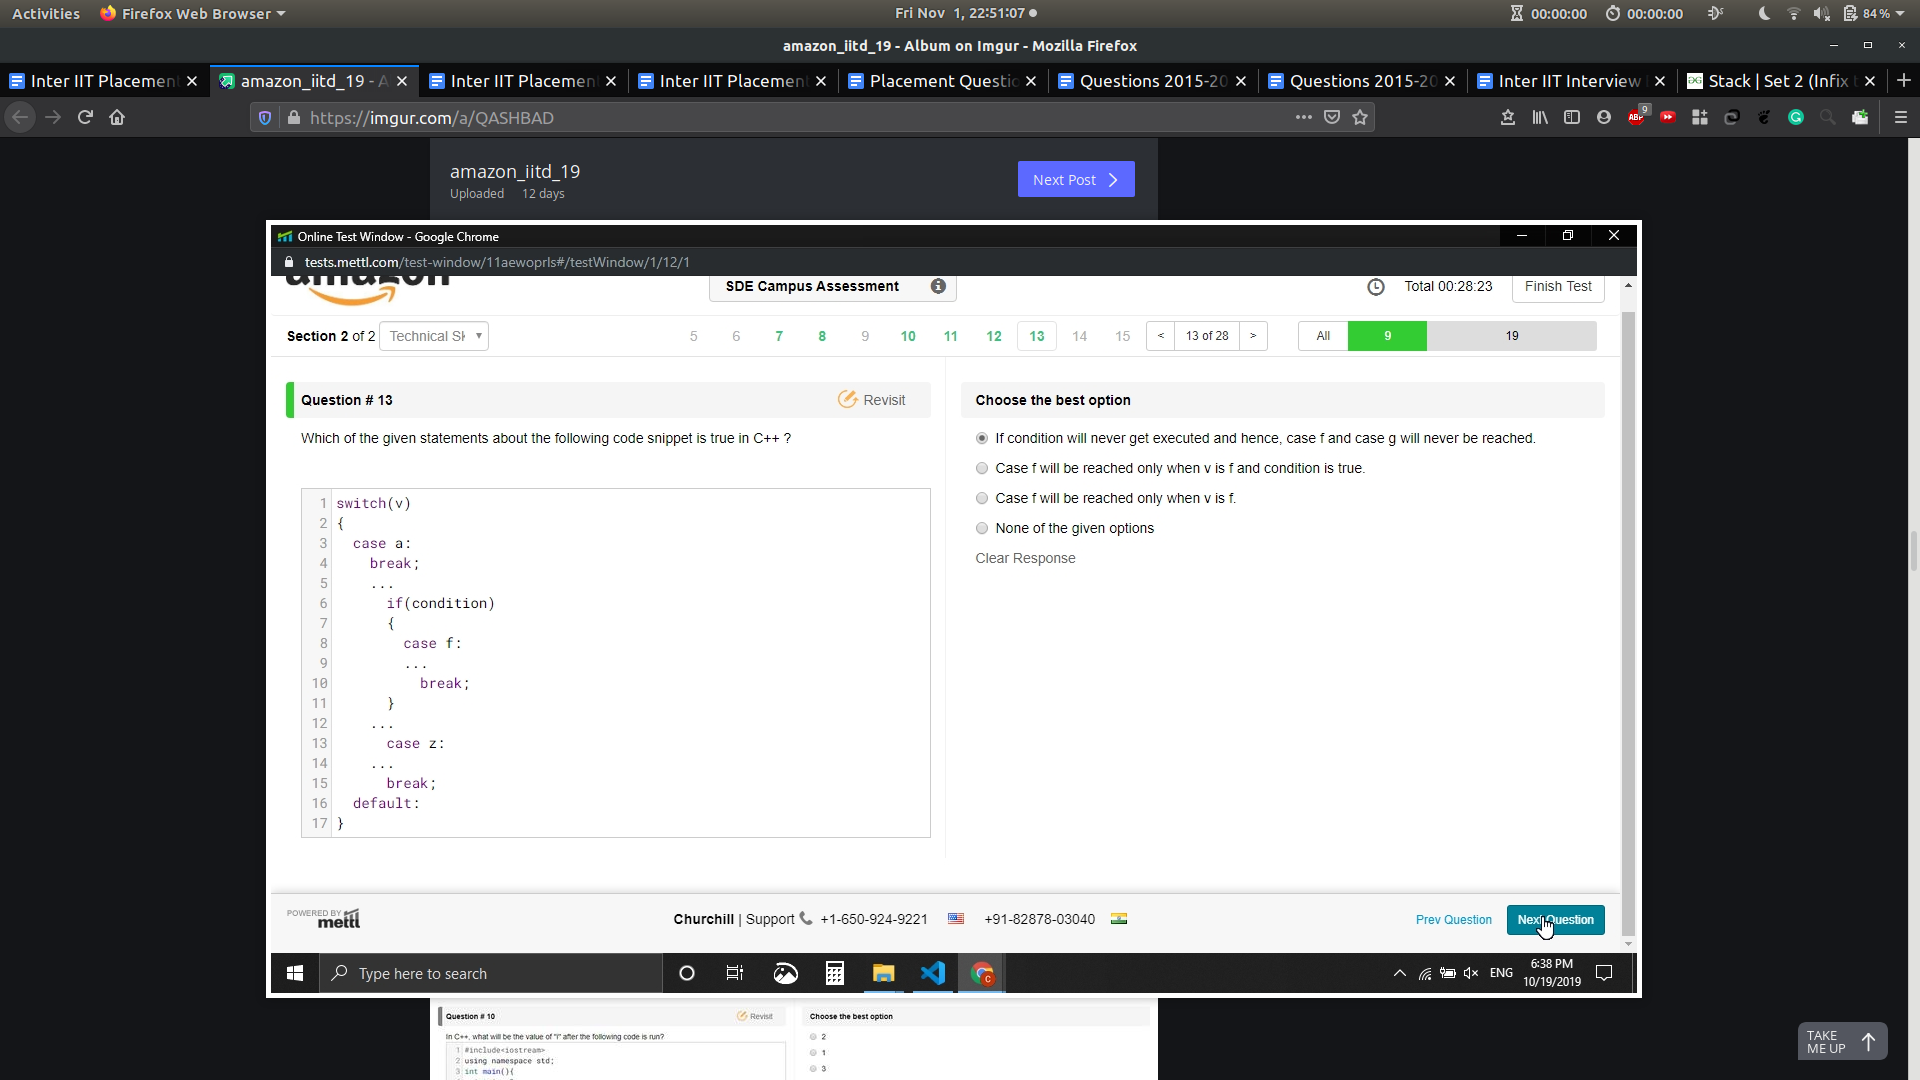 Activities
Firefox Web Browser
Fri Nov 1, 22:51:07
00:00:00
00:00:00
84 %
amazon_iitd_19 - Album on Imgur - Mozilla Firefox
Inter IIT Placemen
amazon_iitd_19 - A
Inter IIT Placemen
Inter IIT Placement
Placement Questio
Questions 2015-20
Questions 2015-20
Inter IIT Interview
Stack | Set 2 (Infix t
https://imgur.com/a/QASHBAD
ABP
9
amazon_iitd_19
Uploaded 12 days
Next Post
Online Test Window - Google Chrome
tests.mettl.com/test-window/11aewoprls#/testWindow/1/12/1
amazon
SDE Campus Assessment
Total 00:28:23
Finish Test
Section 2 of 2
Technical Sk
5 6 7 8 9 10 11 12 13 14 15
< 13 of 28 >
All 9 19
Question # 13
Revisit
Which of the given statements about the following code snippet is true in C++ ?
1 switch(v)
2 {
3 case a:
4 break;
5 ...
6 if(condition)
7 {
8 case f:
9 ...
10 break;
11 }
12 ...
13 case z:
14 ...
15 break;
16 default:
17 }
Choose the best option
If condition will never get executed and hence, case f and case g will never be reached.
Case f will be reached only when v is f and condition is true.
Case f will be reached only when v is f.
None of the given options
Clear Response
POWERED BY
mettl
Churchill | Support +1-650-924-9221 +91-82878-03040
Prev Question
Next Question
Type here to search
ENG
6:38 PM
10/19/2019
Question # 10
Revisit
In C++, what will be the value of "i" after the following code is run?
1 #include<iostream>
2 using namespace std;
3 int main(){
Choose the best option
2
1
3
TAKE
ME UP